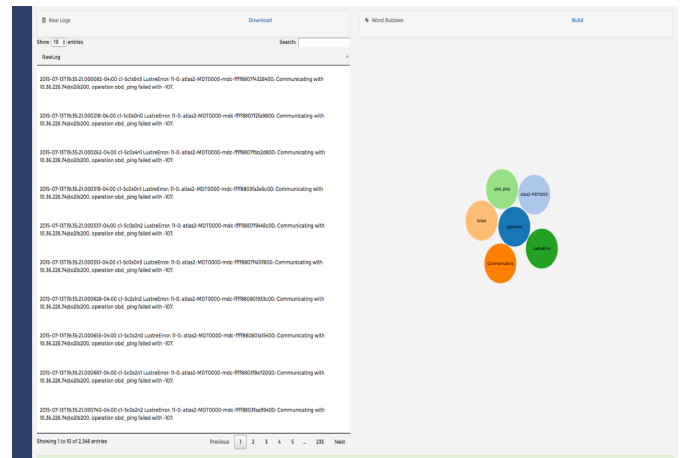 Raw Logs
Download
Word Bubbles
Build
Show 10 entries
Search:
RawLog
2015-07-13T19:35:21.000082-04:00 c1-5c1s5n3 LustreError: 11-0: atlas2-MDT0000-mdc-ffff8807f4328400: Communicating with
10.36.226.74@o2ib200, operation obd_ping failed with -107.
2015-07-13T19:35:21.000218-04:00 c1-5c0s0n0 LustreError: 11-0: atlas2-MDT0000-mdc-ffff8807f2fa9800: Communicating with
10.36.226.74@o2ib200, operation obd_ping failed with -107.
2015-07-13T19:35:21.000262-04:00 c1-5c0s4n1 LustreError: 11-0: atlas2-MDT0000-mdc-ffff8807fbb2d800: Communicating with
10.36.226.74@o2ib200, operation obd_ping failed with -107.
2015-07-13T19:35:21.000319-04:00 c1-5c0s0n1 LustreError: 11-0: atlas2-MDT0000-mdc-ffff8803fa2e5c00: Communicating with
10.36.226.74@o2ib200, operation obd_ping failed with -107.
2015-07-13T19:35:21.000337-04:00 c1-5c0s0n2 LustreError: 11-0: atlas2-MDT0000-mdc-ffff8807f9448c00: Communicating with
10.36.226.74@o2ib200, operation obd_ping failed with -107.
2015-07-13T19:35:21.000351-04:00 c1-5c0s0n3 LustreError: 11-0: atlas2-MDT0000-mdc-ffff8807f401f800: Communicating with
10.36.226.74@o2ib200, operation obd_ping failed with -107.
2015-07-13T19:35:21.000628-04:00 c1-5c2s1n2 LustreError: 11-0: atlas2-MDT0000-mdc-ffff880801933c00: Communicating with
10.36.226.74@o2ib200, operation obd_ping failed with -107.
2015-07-13T19:35:21.000655-04:00 c1-5c0s2n0 LustreError: 11-0: atlas2-MDT0000-mdc-ffff880801a15400: Communicating with
10.36.226.74@o2ib200, operation obd_ping failed with -107.
2015-07-13T19:35:21.000687-04:00 c1-5c0s2n1 LustreError: 11-0: atlas2-MDT0000-mdc-ffff8803f8e72000: Communicating with
10.36.226.74@o2ib200, operation obd_ping failed with -107.
2015-07-13T19:35:21.000740-04:00 c1-5c0s2n2 LustreError: 11-0: atlas2-MDT0000-mdc-ffff8803faa99400: Communicating with
10.36.226.74@o2ib200, operation obd_ping failed with -107.
Showing 1 to 10 of 2,346 entries
Previous 1 2 3 4 5 … 235 Next
obd_ping
atlas2-MDT0000
failed
operation
LustreError
Communicating